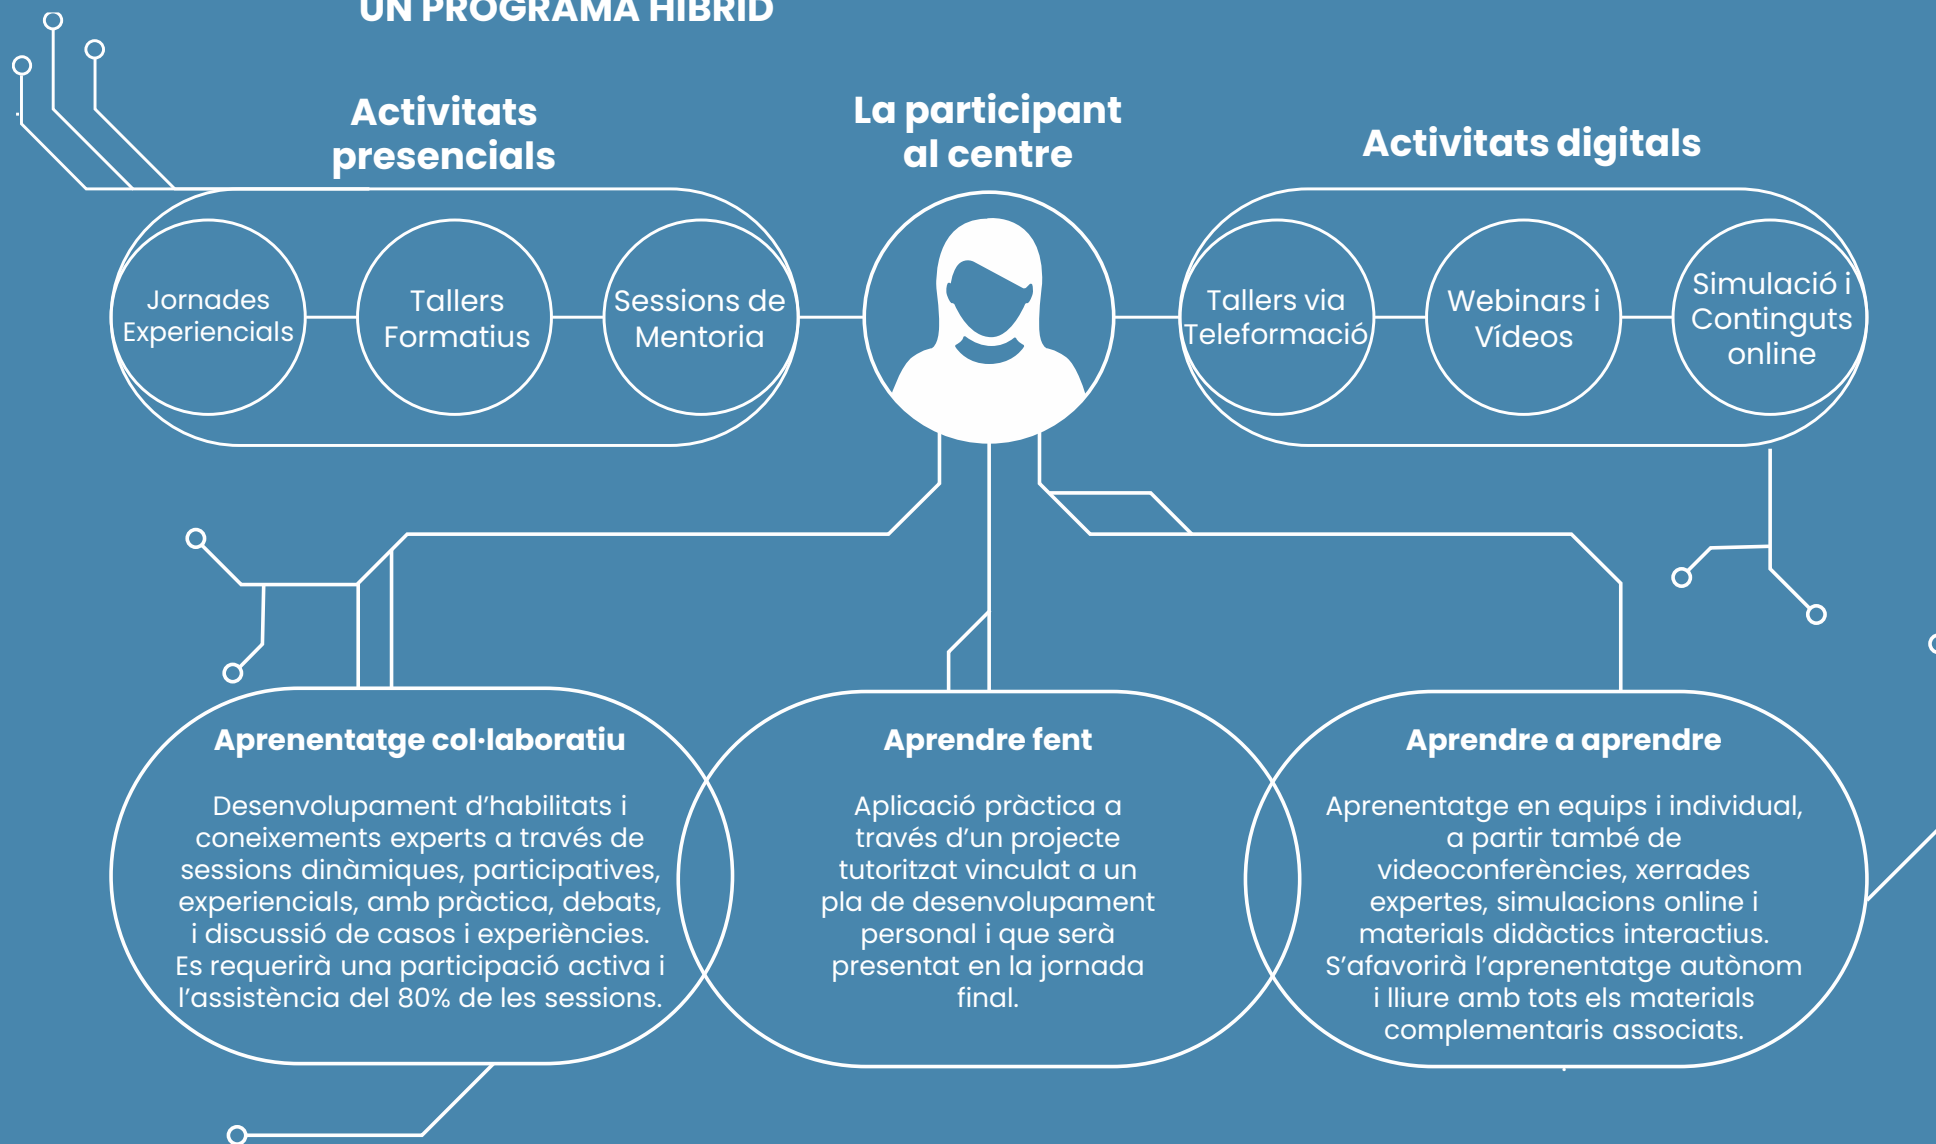 UN PROGRAMA HÍBRID
Activitats
presencials
La participant
al centre
Activitats digitals
Jornades
Experiencials
Tallers
Formatius
Sessions de
Mentoria
Tallers via
Teleformació
Webinars i
Vídeos
Simulació i
Continguts
online
Aprenentatge col·laboratiu
Desenvolupament d’habilitats i
coneixements experts a través de
sessions dinàmiques, participatives,
experiencials, amb pràctica, debats,
i discussió de casos i experiències.
Es requerirà una participació activa i
l’assistència del 80% de les sessions.
Aprendre fent
Aplicació pràctica a
través d’un projecte
tutoritzat vinculat a un
pla de desenvolupament
personal i que serà
presentat en la jornada
final.
Aprendre a aprendre
Aprenentatge en equips i individual,
a partir també de
videoconferències, xerrades
expertes, simulacions online i
materials didàctics interactius.
S’afavorirà l’aprenentatge autònom
i lliure amb tots els materials
complementaris associats.